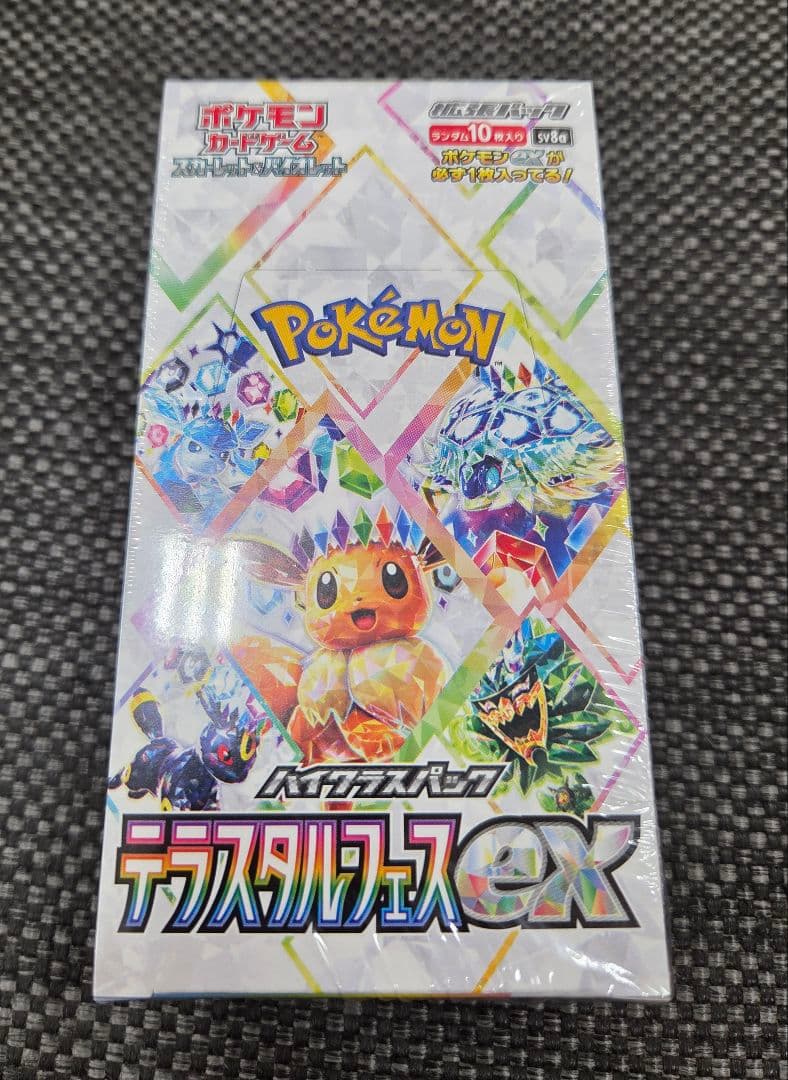 ポケモン
カードゲーム
スカーレット&バイオレット
拡張パック
ランダム10枚入り sv8a
ポケモンexが
必ず1枚入ってる!
POKéMON
TM
ハイクラスパック
テラスタルフェスex